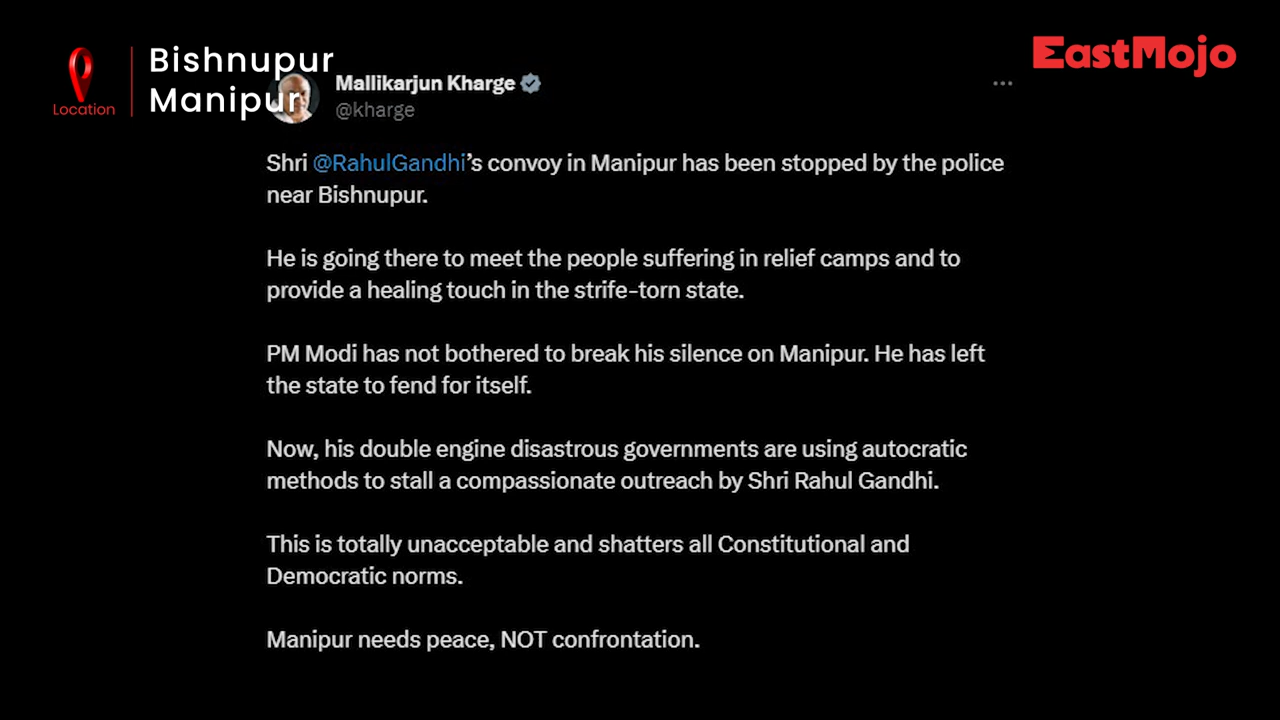 Bishnupur
Manipur
Location
EastMojo
Mallikarjun Kharge
@kharge
Shri @RahulGandhi’s convoy in Manipur has been stopped by the police
near Bishnupur.
He is going there to meet the people suffering in relief camps and to
provide a healing touch in the strife-torn state.
PM Modi has not bothered to break his silence on Manipur. He has left
the state to fend for itself.
Now, his double engine disastrous governments are using autocratic
methods to stall a compassionate outreach by Shri Rahul Gandhi.
This is totally unacceptable and shatters all Constitutional and
Democratic norms.
Manipur needs peace, NOT confrontation.